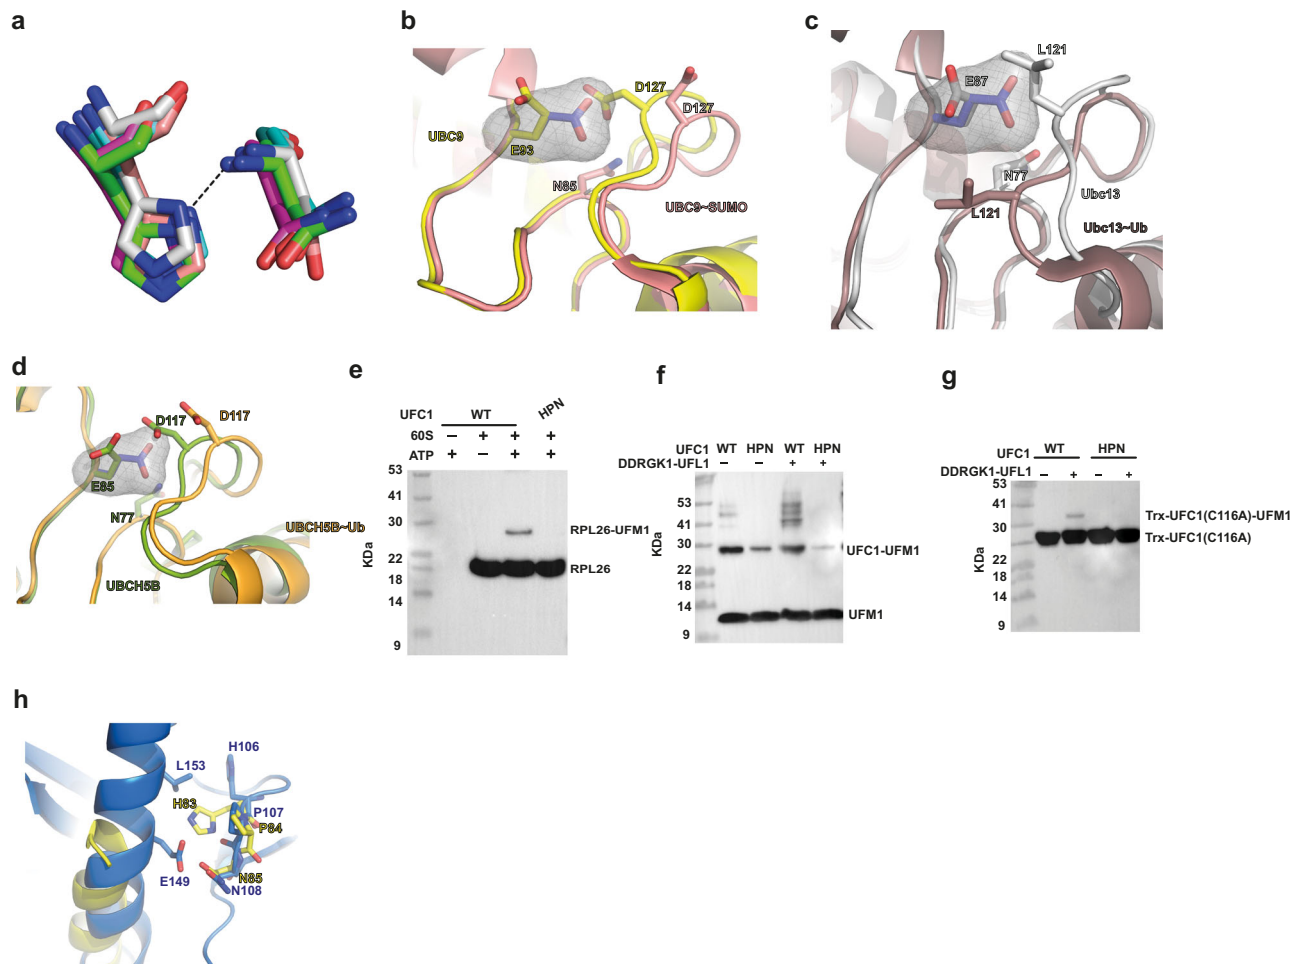 a
b
UBC9
E93
D127
D127
N85
UBC9~SUMO
c
L121
E87
N77
L121
Ubc13
Ubc13~Ub
d
D117
D117
E85
N77
UBCH5B~Ub
UBCH5B
e
UFC1 WT HPN
60S – + + +
ATP + – + +
KDa
53
41
30
22
18
14
9
RPL26-UFM1
RPL26
f
UFC1 WT HPN WT HPN
DDRGK1-UFL1 – – + +
KDa
53
41
30
22
18
14
9
UFC1-UFM1
UFM1
g
UFC1 WT HPN
DDRGK1-UFL1 – + – +
KDa
53
41
30
22
18
14
9
Trx-UFC1(C116A)-UFM1
Trx-UFC1(C116A)
h
H106
L153
H83
P107
P84
E149
N85
N108